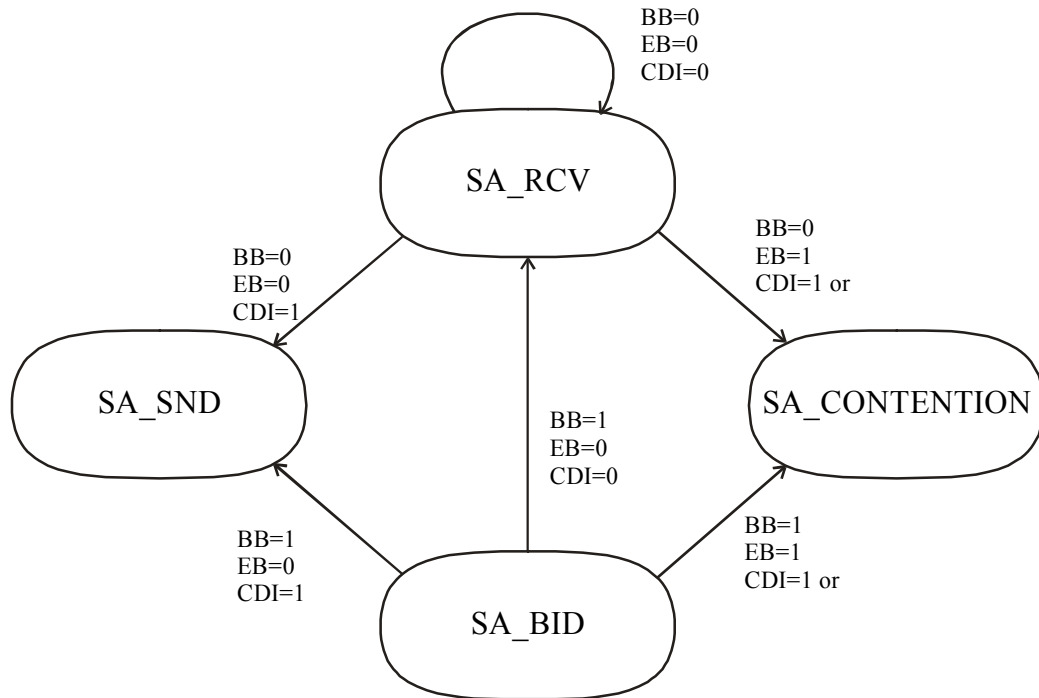 BB=0
EB=0
CDI=0
SA_RCV
BB=0
EB=0
CDI=1
BB=0
EB=1
CDI=1 or
SA_SND
SA_CONTENTION
BB=1
EB=0
CDI=0
BB=1
EB=0
CDI=1
BB=1
EB=1
CDI=1 or
SA_BID